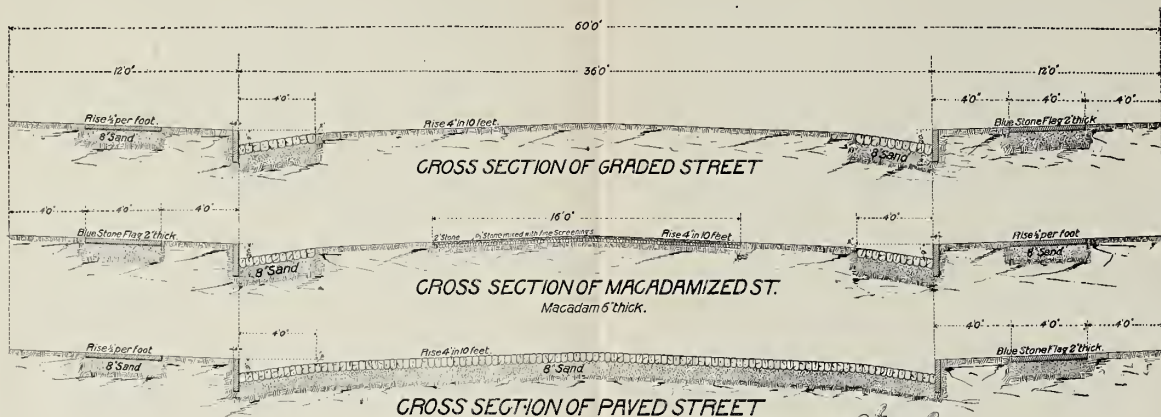 60'0"
12'0" 36'0" 12'0"
4'0" 4'0" 4'0" 4'0"
Rise ½" per foot Rise 4" in 10 feet. Blue Stone Flag 2" thick
8" Sand 8" Sand
CROSS SECTION OF GRADED STREET
4'0" 4'0" 4'0" 16'0" 4'0"
Blue Stone Flag 2" thick. 2" Stone Stone mixed with fine Screenings Rise 4" in 10 feet Rise ½" per foot
8" Sand 8" Sand 8" Sand
CROSS SECTION OF MACADAMIZED ST.
Macadam 6" thick.
4'0" 4'0" 4'0" 4'0"
Rise ½" per foot Rise 4" in 10 feet Blue Stone Flag 2" thick.
8" Sand 8" Sand
CROSS SECTION OF PAVED STREET